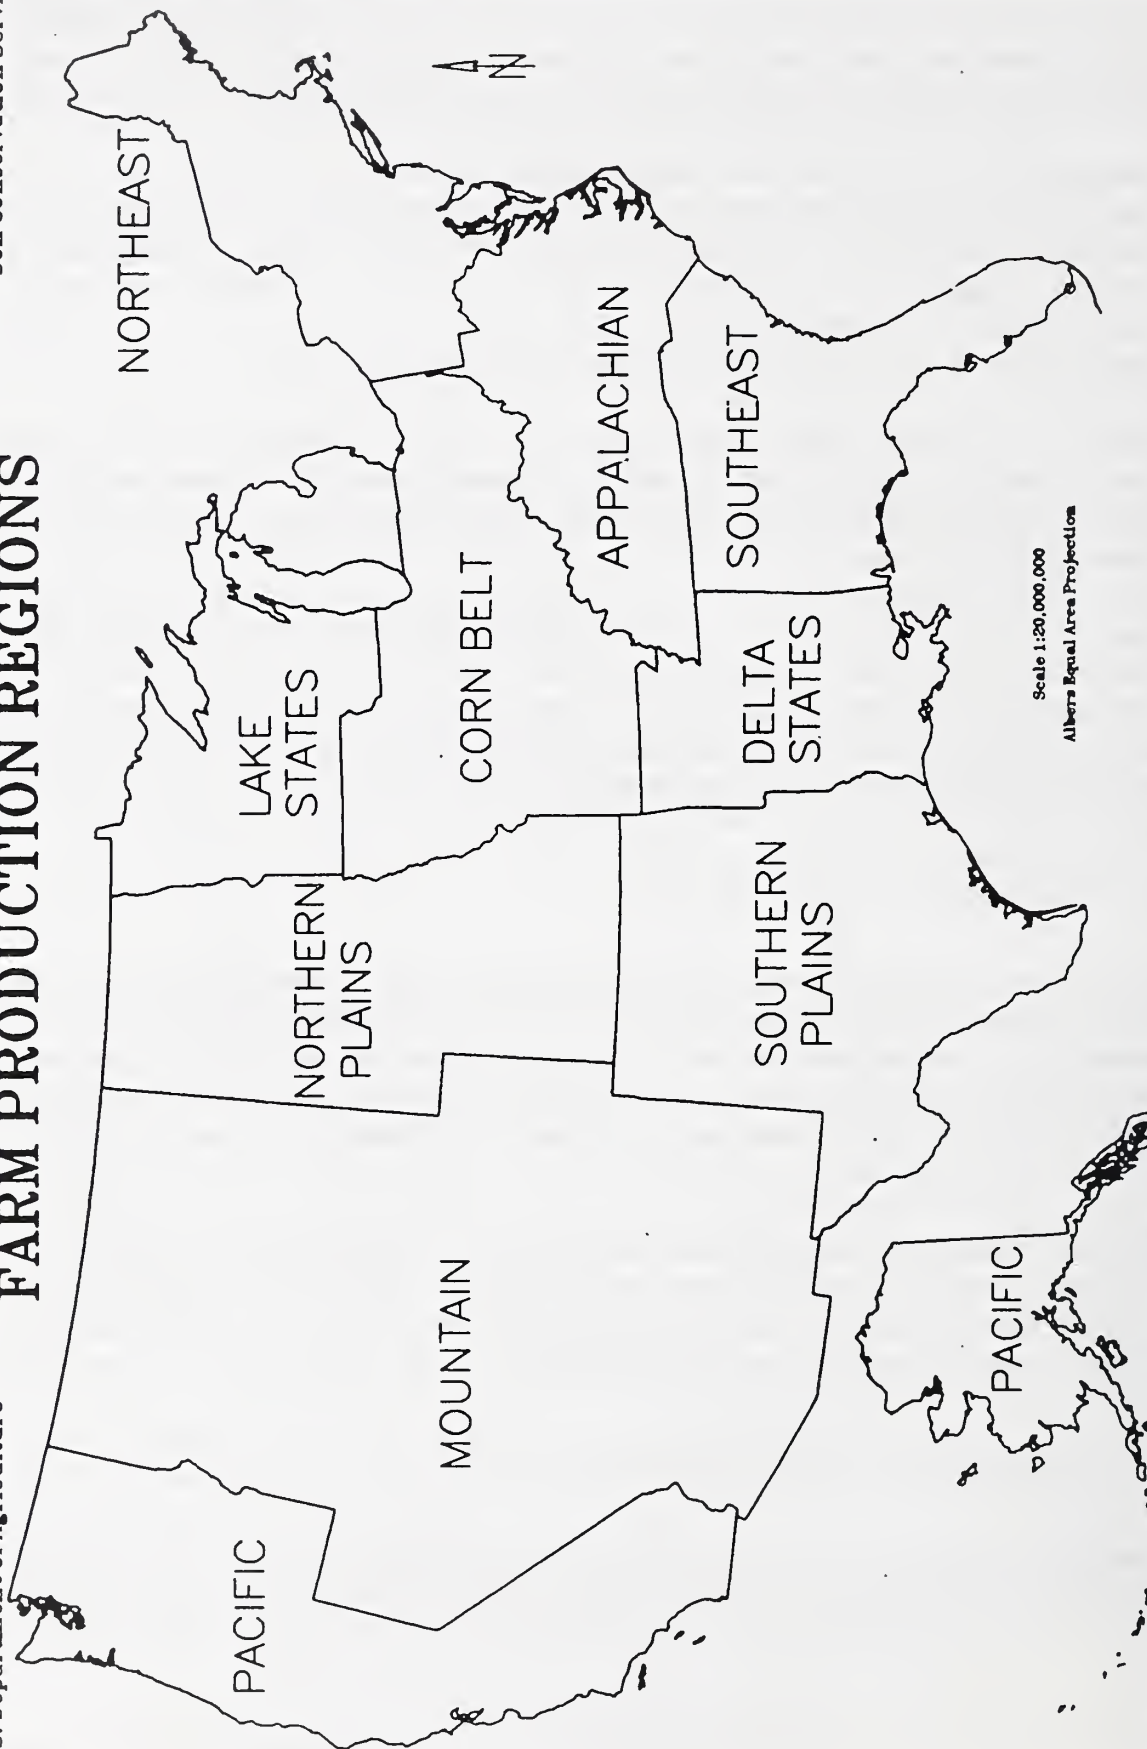 FARM PRODUCTION REGIONS
NORTHEAST
LAKE
STATES
CORN BELT
APPALACHIAN
SOUTHEAST
DELTA
STATES
NORTHERN
PLAINS
SOUTHERN
PLAINS
MOUNTAIN
PACIFIC
PACIFIC
N
Scale 1:20,000,000
Albers Equal Area Projection